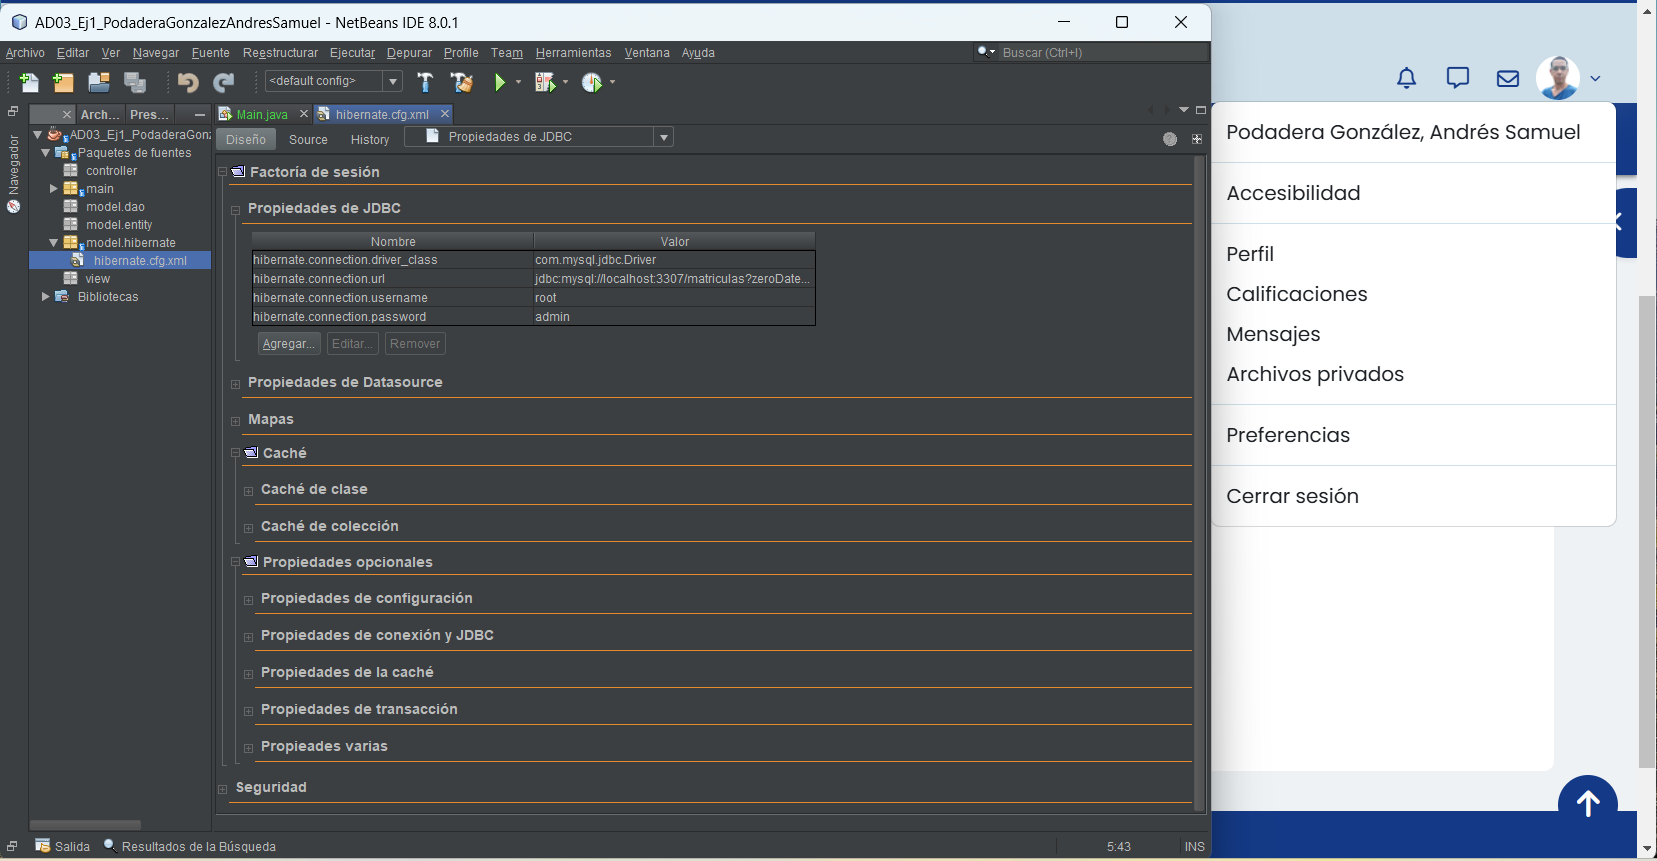 AD03_Ej1_PodaderaGonzalezAndresSamuel - NetBeans IDE 8.0.1
Archivo Editar Ver Navegar Fuente Reestructurar Ejecutar Depurar Profile Team Herramientas Ventana Ayuda
Buscar (Ctrl+I)
<default config>
Arch... Pres...
Main.java hibernate.cfg.xml
Navegador
AD03_Ej1_PodaderaGon
Paquetes de fuentes
controller
main
model.dao
model.entity
model.hibernate
hibernate.cfg.xml
view
Bibliotecas
Diseño Source History Propiedades de JDBC
Factoría de sesión
Propiedades de JDBC
Nombre Valor
hibernate.connection.driver_class com.mysql.jdbc.Driver
hibernate.connection.url jdbc:mysql://localhost:3307/matriculas?zeroDate...
hibernate.connection.username root
hibernate.connection.password admin
Agregar... Editar... Remover
Propiedades de Datasource
Mapas
Caché
Caché de clase
Caché de colección
Propiedades opcionales
Propiedades de configuración
Propiedades de conexión y JDBC
Propiedades de la caché
Propiedades de transacción
Propieades varias
Seguridad
Salida Resultados de la Búsqueda
5:43 INS
Podadera González, Andrés Samuel
Accesibilidad
Perfil
Calificaciones
Mensajes
Archivos privados
Preferencias
Cerrar sesión